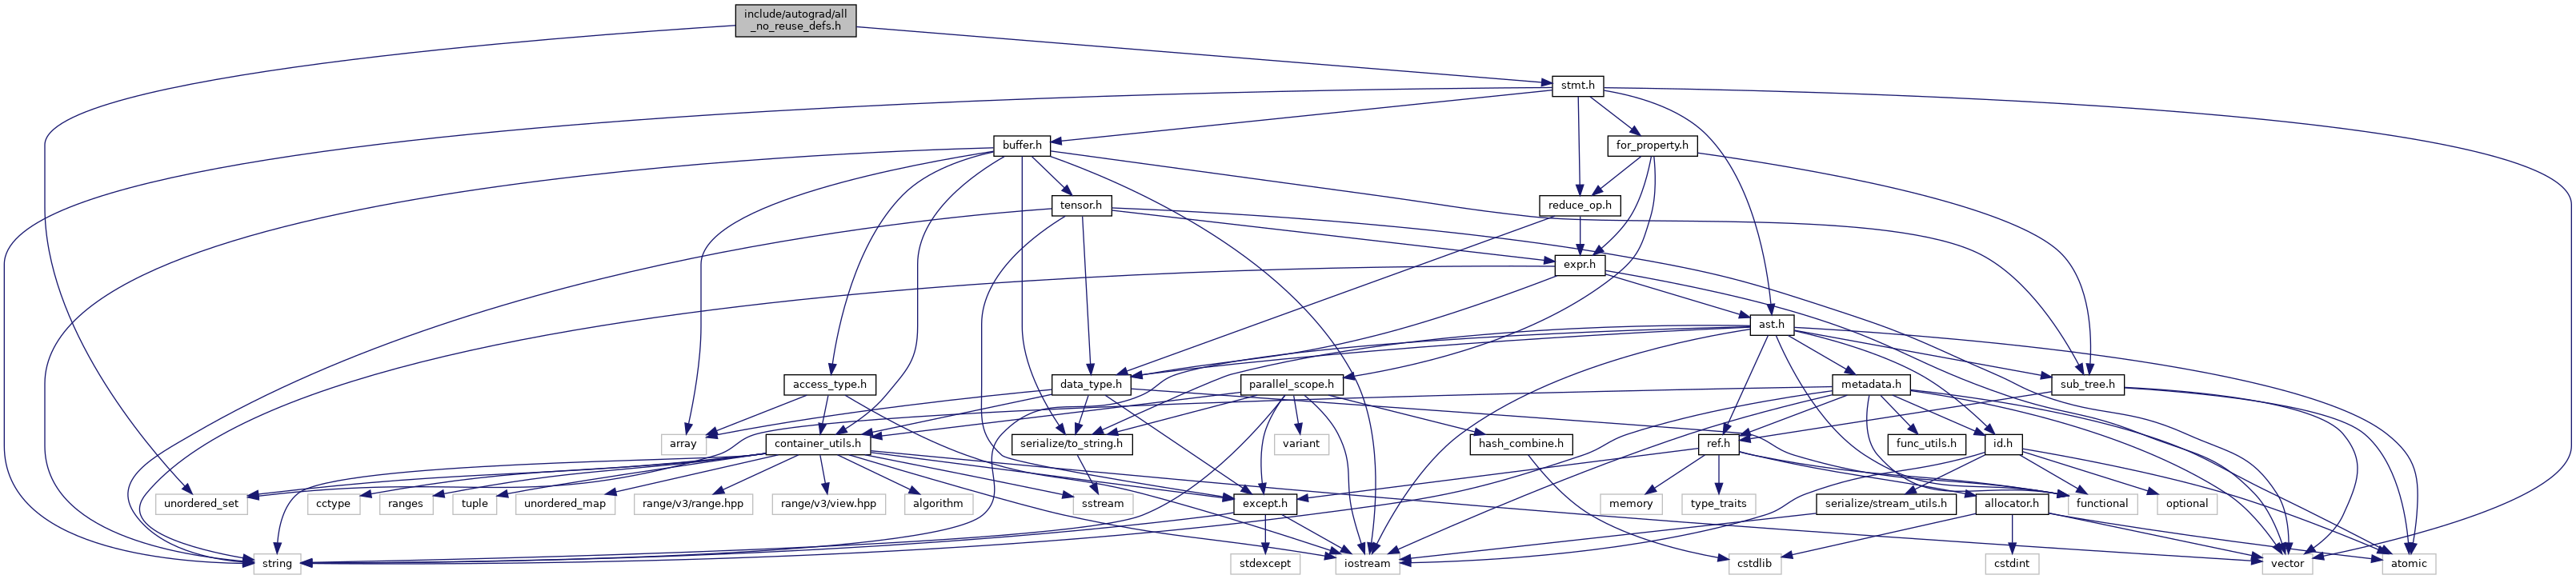 include/autograd/all
_no_reuse_defs.h
stmt.h
buffer.h
for_property.h
tensor.h
reduce_op.h
expr.h
ast.h
access_type.h
data_type.h
parallel_scope.h
metadata.h
sub_tree.h
array
container_utils.h
serialize/to_string.h
variant
hash_combine.h
ref.h
func_utils.h
id.h
unordered_set
cctype
ranges
tuple
unordered_map
range/v3/range.hpp
range/v3/view.hpp
algorithm
sstream
except.h
memory
type_traits
serialize/stream_utils.h
allocator.h
functional
optional
string
stdexcept
iostream
cstdlib
cstdint
vector
atomic